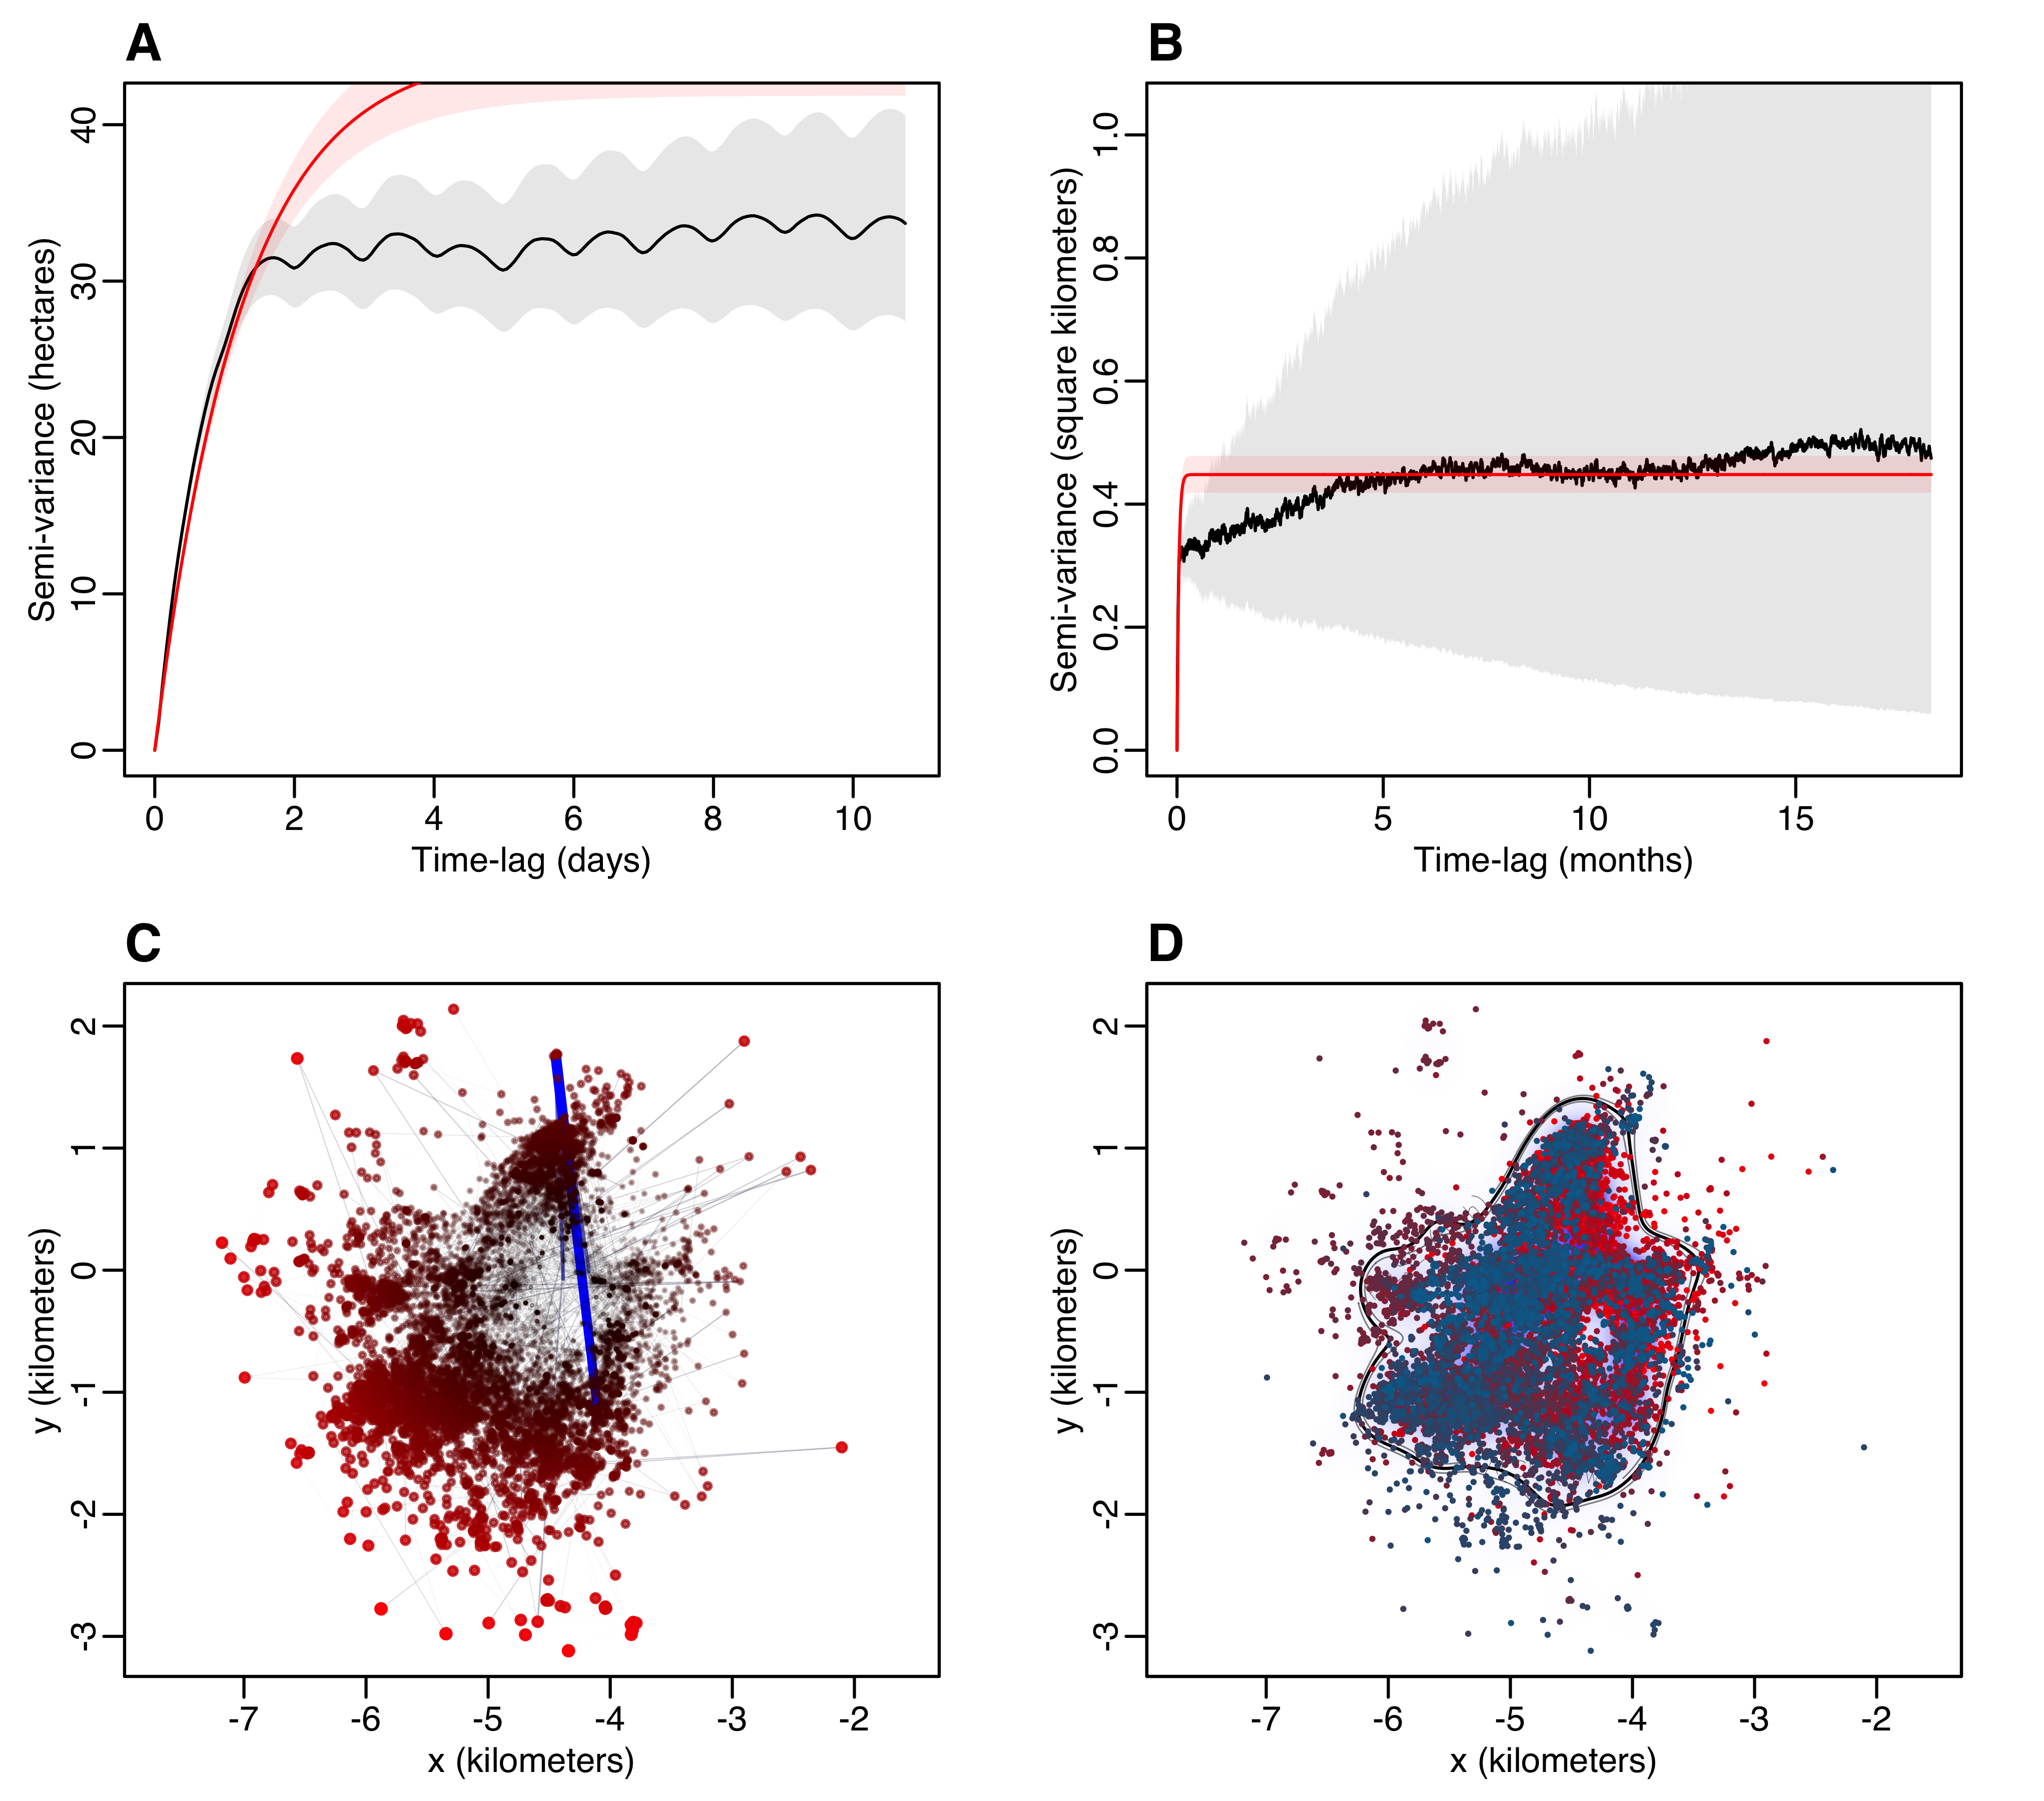 A
Semi-variance (hectares)
40
30
20
10
0
0 2 4 6 8 10
Time-lag (days)
B
Semi-variance (square kilometers)
1.0
0.8
0.6
0.4
0.2
0.0
0 5 10 15
Time-lag (months)
C
y (kilometers)
2
1
0
-1
-2
-3
-7 -6 -5 -4 -3 -2
x (kilometers)
D
y (kilometers)
2
1
0
-1
-2
-3
-7 -6 -5 -4 -3 -2
x (kilometers)